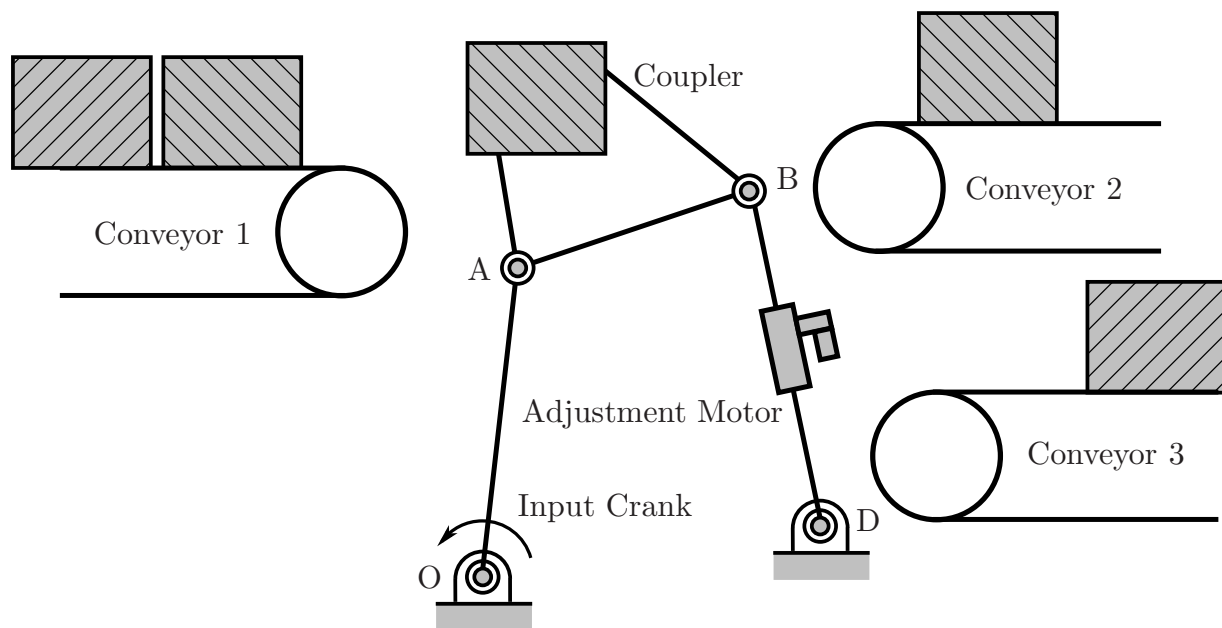 Coupler
B
Conveyor 2
Conveyor 1
A
Adjustment Motor
Conveyor 3
Input Crank
D
O